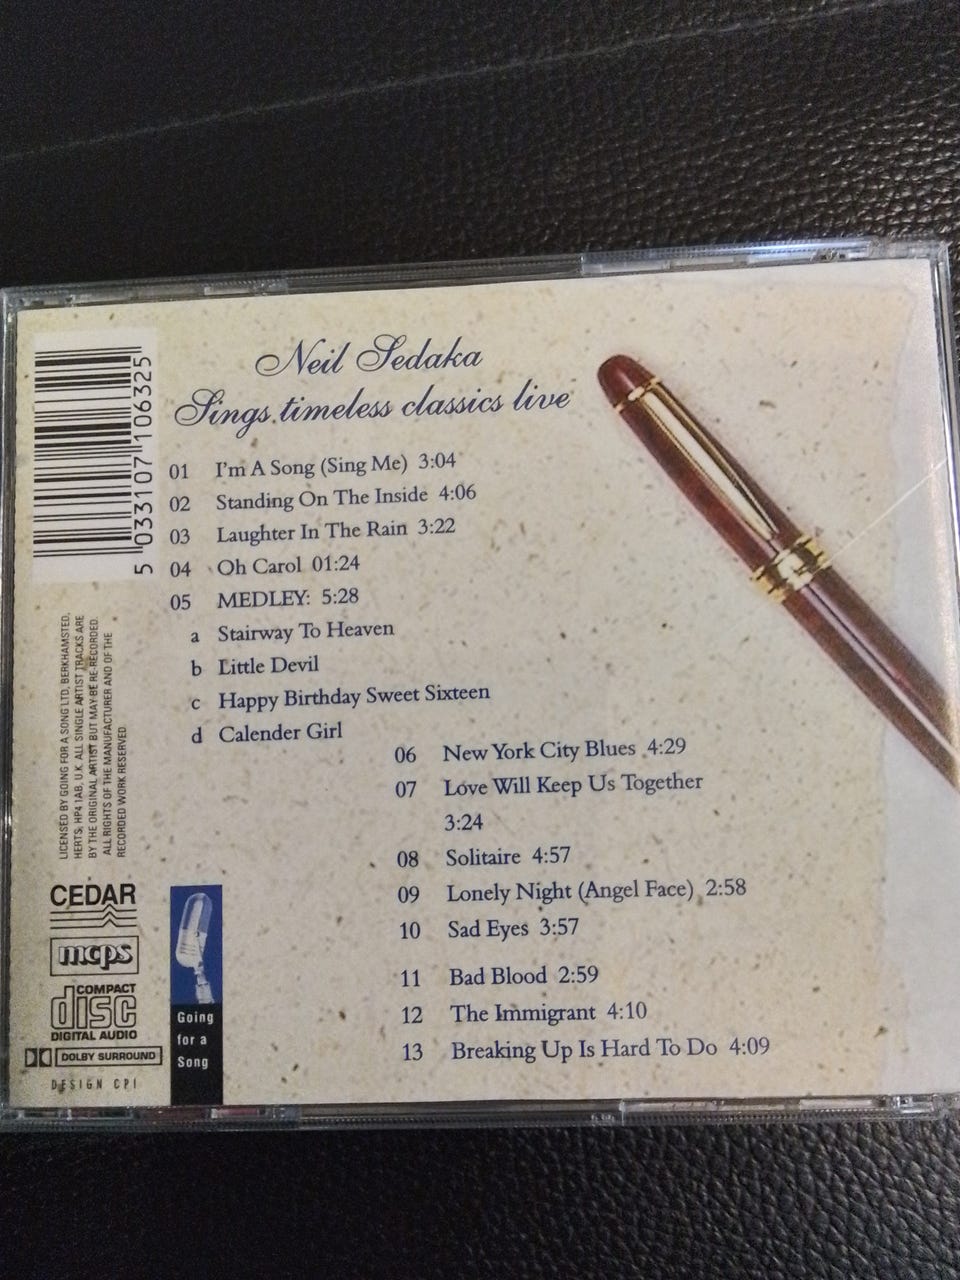 Neil Sedaka
Sings timeless classics live
01 I'm A Song (Sing Me) 3:04
02 Standing On The Inside 4:06
03 Laughter In The Rain 3:22
04 Oh Carol 01:24
05 MEDLEY: 5:28
a Stairway To Heaven
b Little Devil
c Happy Birthday Sweet Sixteen
d Calender Girl
06 New York City Blues 4:29
07 Love Will Keep Us Together
3:24
08 Solitaire 4:57
09 Lonely Night (Angel Face) 2:58
10 Sad Eyes 3:57
11 Bad Blood 2:59
12 The Immigrant 4:10
13 Breaking Up Is Hard To Do 4:09
5 033107 106325
LICENSED BY GOING FOR A SONG LTD, BERKHAMSTED,
HERTS, HP4 1AB, U.K. ALL SINGLE ARTIST TRACKS ARE
BY THE ORIGINAL ARTIST BUT MAY BE RE-RECORDED.
ALL RIGHTS OF THE MANUFACTURER AND OF THE
RECORDED WORK RESERVED
CEDAR
mcps
COMPACT
disc
DIGITAL AUDIO
DOLBY SURROUND
DESIGN CPI
Going
for a
Song